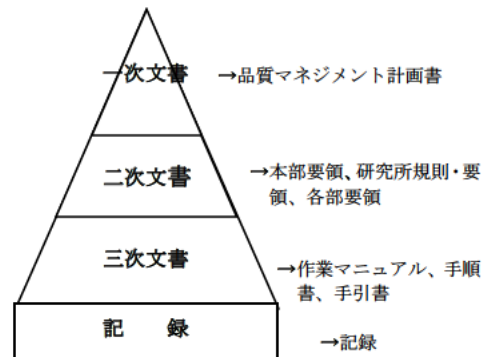 一次文書
→品質マネジメント計画書
二次文書
→本部要領、研究所規則・要
領、各部要領
三次文書
→作業マニュアル、手順
書、手引書
記　録
→記録